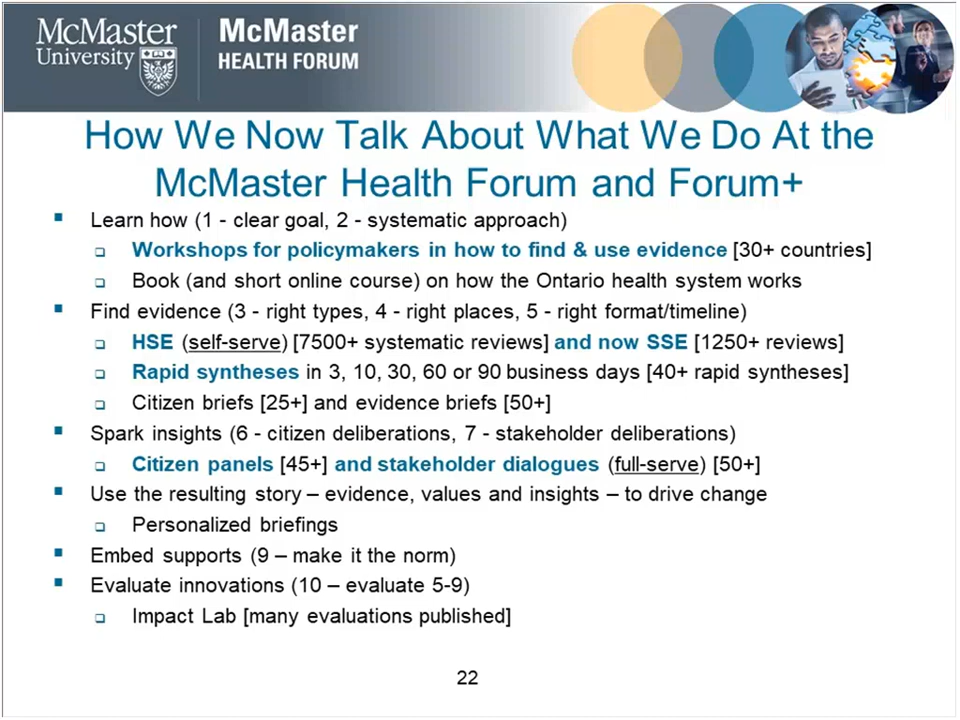 McMaster
University
McMaster
HEALTH FORUM
How We Now Talk About What We Do At the
McMaster Health Forum and Forum+
Learn how (1 - clear goal, 2 - systematic approach)
Workshops for policymakers in how to find & use evidence [30+ countries]
Book (and short online course) on how the Ontario health system works
Find evidence (3 - right types, 4 - right places, 5 - right format/timeline)
HSE (self-serve) [7500+ systematic reviews] and now SSE [1250+ reviews]
Rapid syntheses in 3, 10, 30, 60 or 90 business days [40+ rapid syntheses]
Citizen briefs [25+] and evidence briefs [50+]
Spark insights (6 - citizen deliberations, 7 - stakeholder deliberations)
Citizen panels [45+] and stakeholder dialogues (full-serve) [50+]
Use the resulting story – evidence, values and insights – to drive change
Personalized briefings
Embed supports (9 – make it the norm)
Evaluate innovations (10 – evaluate 5-9)
Impact Lab [many evaluations published]
22